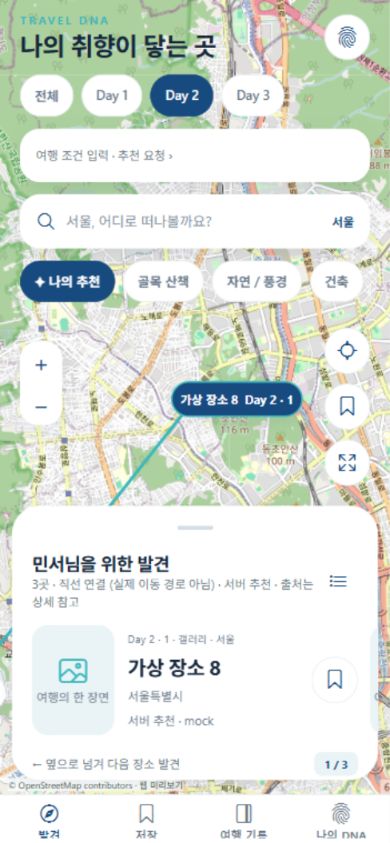 TRAVEL DNA
나의 취향이 닿는 곳
전체
Day 1
Day 2
Day 3
여행 조건 입력 · 추천 요청 ›
서울, 어디로 떠나볼까요?
서울
✦ 나의 추천
골목 산책
자연 / 풍경
건축
+
−
가상 장소 8 Day 2 · 1
116 m
100 m
민서님을 위한 발견
3곳 · 직선 연결 (실제 이동 경로 아님) · 서버 추천 · 출처는
상세 참고
여행의 한 장면
Day 2 · 1 · 갤러리 · 서울
가상 장소 8
서울특별시
서버 추천 · mock
← 옆으로 넘겨 다음 장소 발견
1 / 3
© OpenStreetMap contributors · 웹 미리보기
발견
저장
여행 기록
나의 DNA